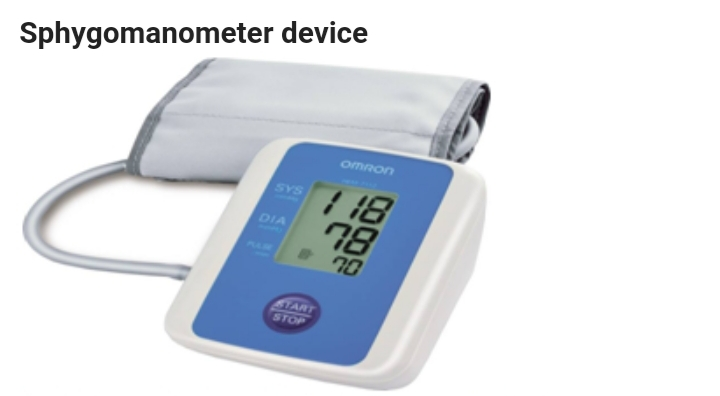 Sphygomanometer device
OMRON
SYS
118
DIA
78
PULSE
70
START
STOP